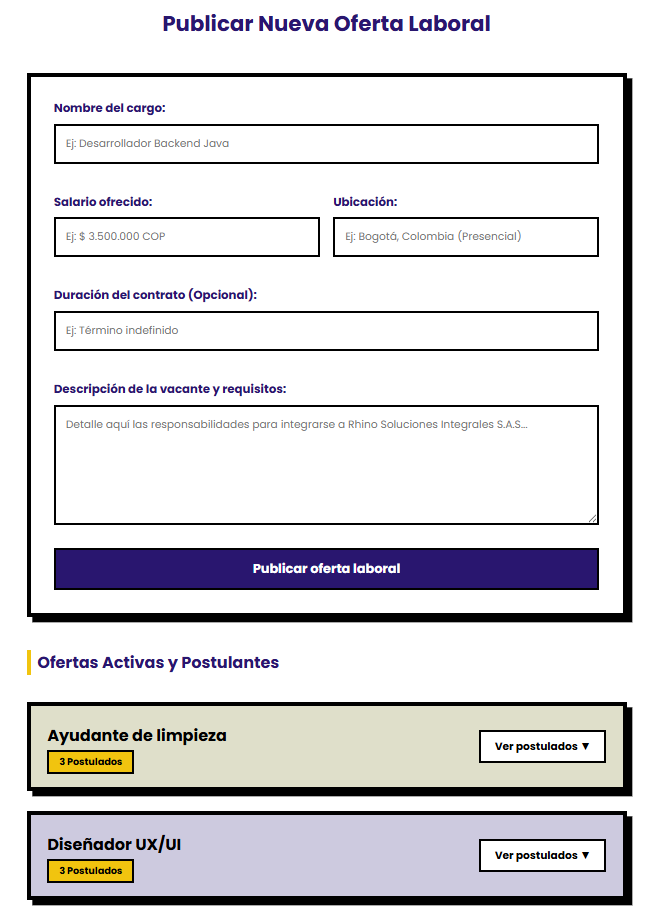 Publicar Nueva Oferta Laboral
Nombre del cargo:
Ej: Desarrollador Backend Java
Salario ofrecido:
Ubicación:
Ej: $ 3.500.000 COP
Ej: Bogotá, Colombia (Presencial)
Duración del contrato (Opcional):
Ej: Término indefinido
Descripción de la vacante y requisitos:
Detalle aquí las responsabilidades para integrarse a Rhino Soluciones Integrales S.A.S...
Publicar oferta laboral
Ofertas Activas y Postulantes
Ayudante de limpieza
3 Postulados
Ver postulados ▼
Diseñador UX/UI
3 Postulados
Ver postulados ▼